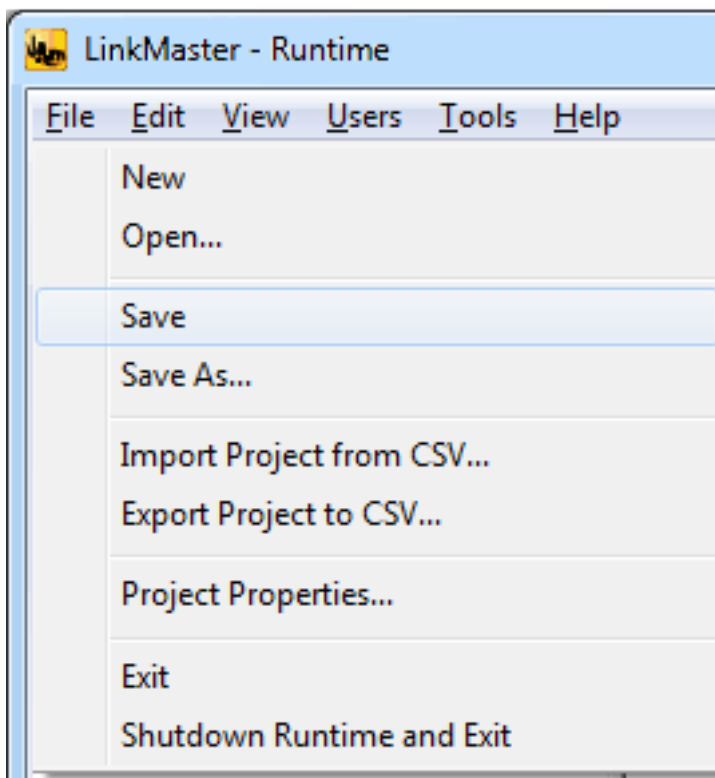 LinkMaster - Runtime
File Edit View Users Tools Help
New
Open...
Save
Save As...
Import Project from CSV...
Export Project to CSV...
Project Properties...
Exit
Shutdown Runtime and Exit